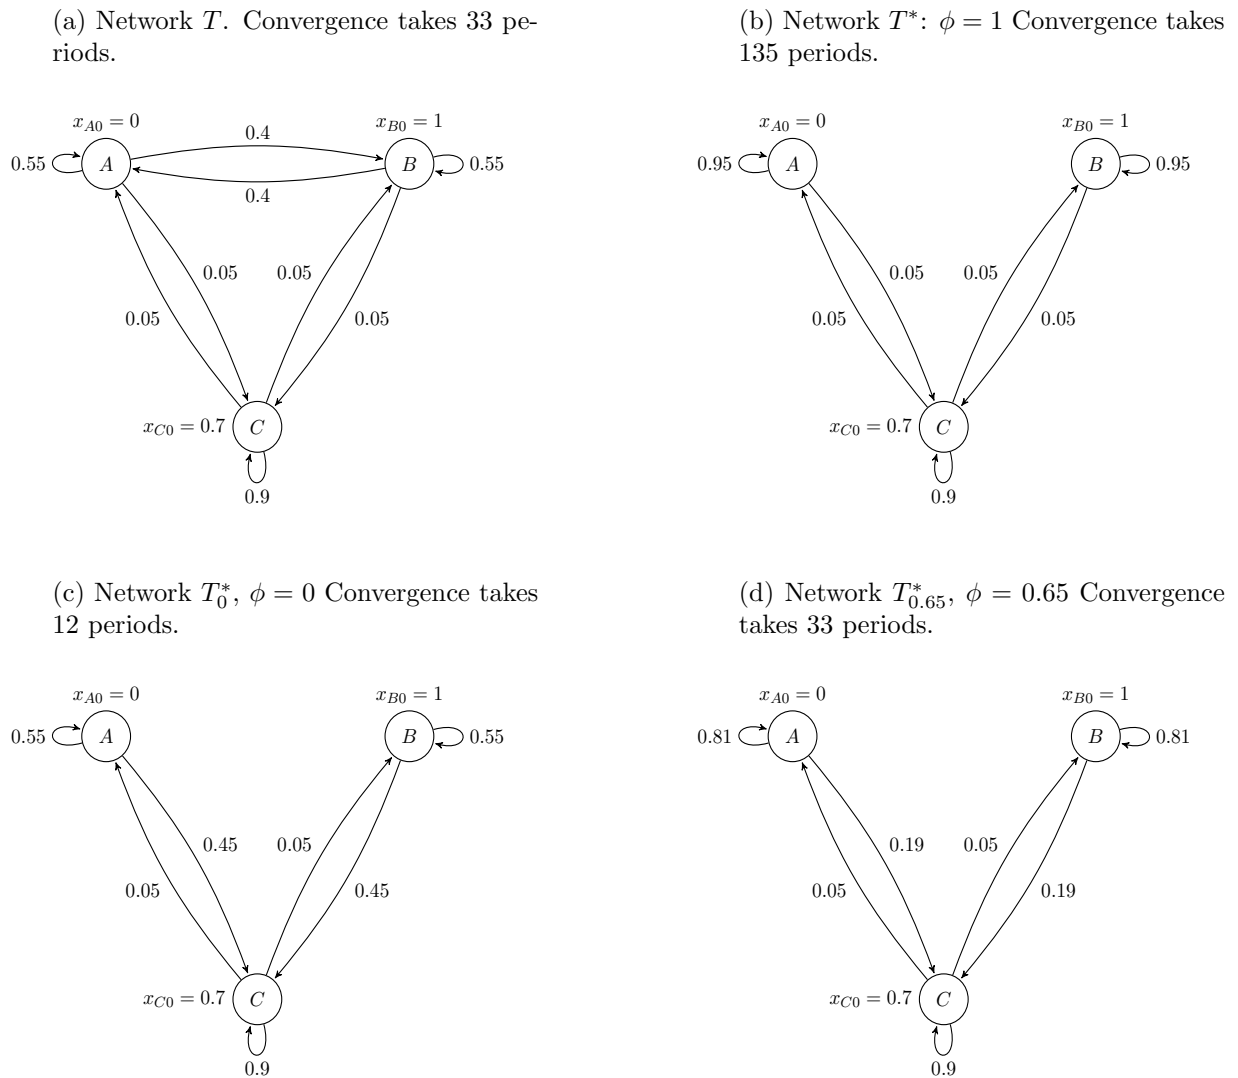 (a) Network T. Convergence takes 33 pe-
riods.
(b) Network T*: ϕ = 1 Convergence takes
135 periods.
x_{A0} = 0
x_{B0} = 1
0.4
0.55
A
B
0.55
0.4
0.05
0.05
0.05
0.05
x_{C0} = 0.7
C
0.9
x_{A0} = 0
x_{B0} = 1
0.95
A
B
0.95
0.05
0.05
0.05
0.05
x_{C0} = 0.7
C
0.9
(c) Network T*_0, ϕ = 0 Convergence takes
12 periods.
(d) Network T*_{0.65}, ϕ = 0.65 Convergence
takes 33 periods.
x_{A0} = 0
x_{B0} = 1
0.55
A
B
0.55
0.45
0.05
0.05
0.45
x_{C0} = 0.7
C
0.9
x_{A0} = 0
x_{B0} = 1
0.81
A
B
0.81
0.19
0.05
0.05
0.19
x_{C0} = 0.7
C
0.9